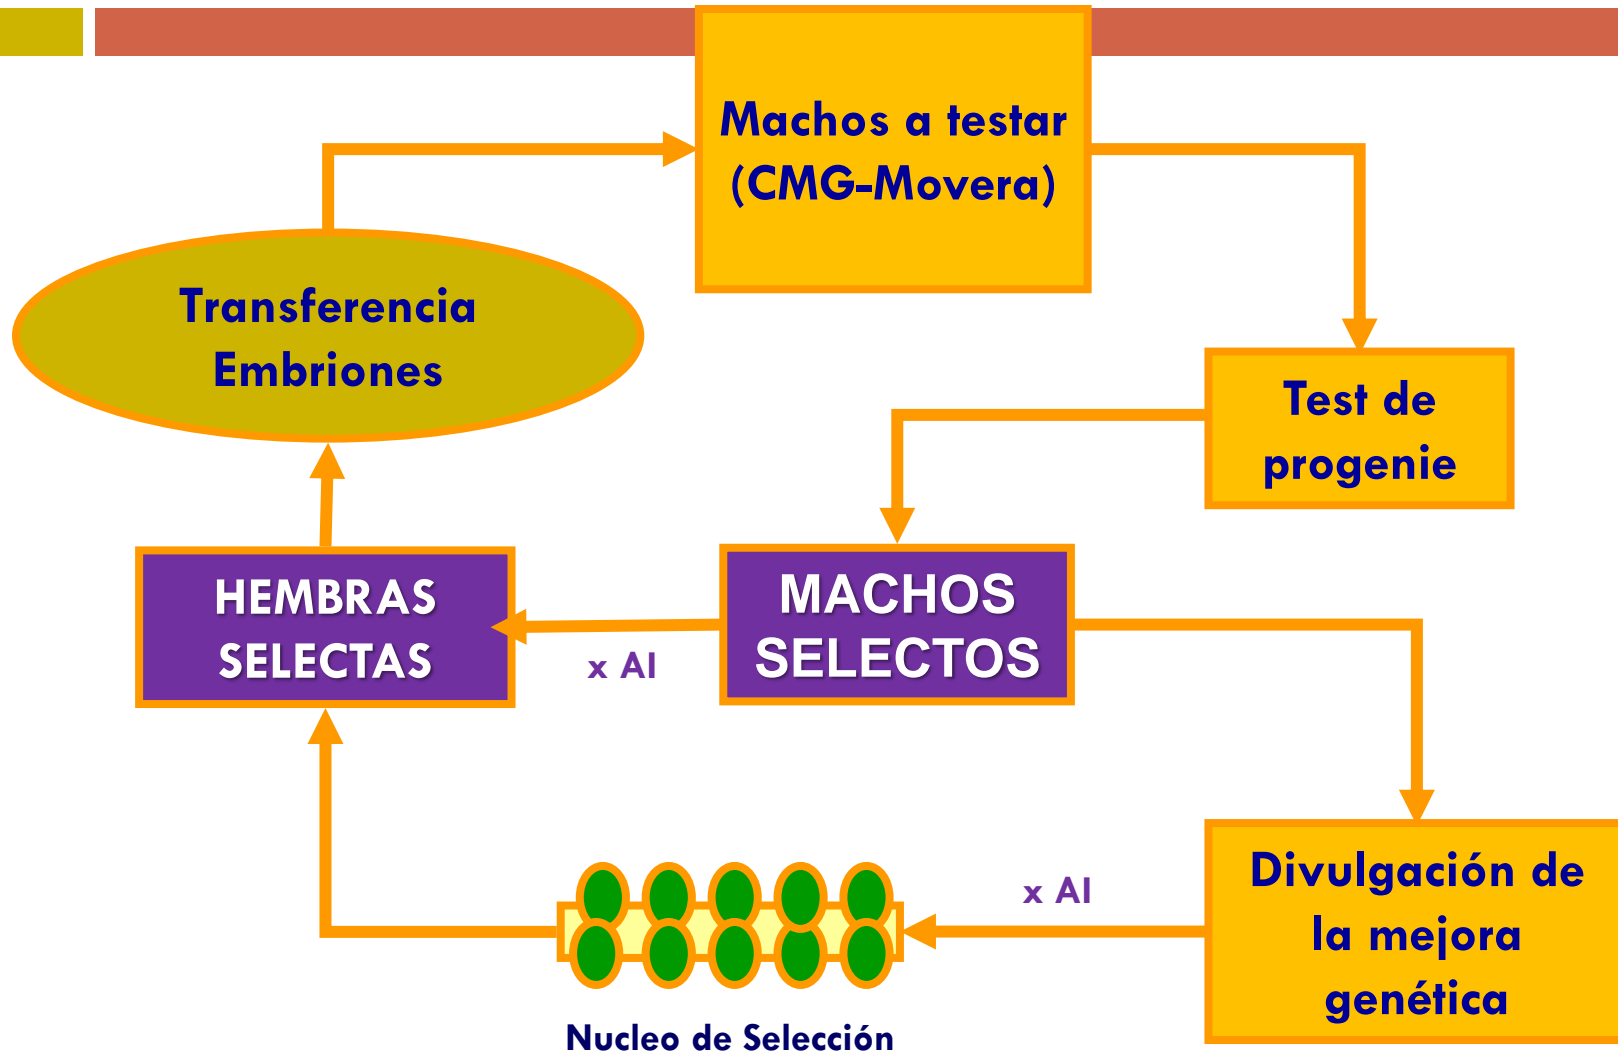 Machos a testar
(CMG-Movera)
Transferencia
Embriones
Test de
progenie
HEMBRAS
SELECTAS
x AI
MACHOS
SELECTOS
x AI
Divulgación de
la mejora
genética
Nucleo de Selección